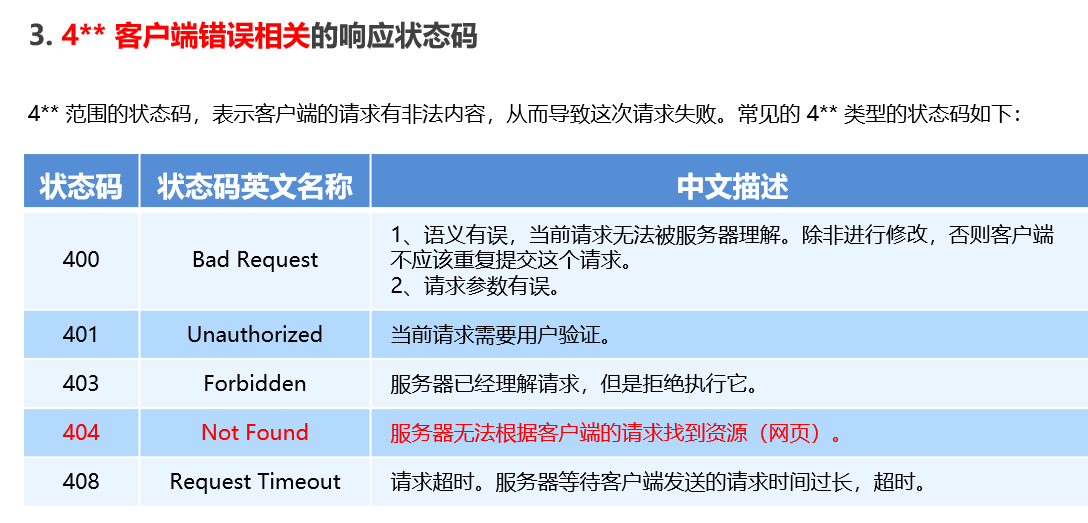 3. 4** 客户端错误相关的响应状态码
4** 范围的状态码，表示客户端的请求有非法内容，从而导致这次请求失败。常见的 4** 类型的状态码如下：
状态码 状态码英文名称 中文描述
400 Bad Request 1、语义有误，当前请求无法被服务器理解。除非进行修改，否则客户端
不应该重复提交这个请求。
2、请求参数有误。
401 Unauthorized 当前请求需要用户验证。
403 Forbidden 服务器已经理解请求，但是拒绝执行它。
404 Not Found 服务器无法根据客户端的请求找到资源（网页）。
408 Request Timeout 请求超时。服务器等待客户端发送的请求时间过长，超时。